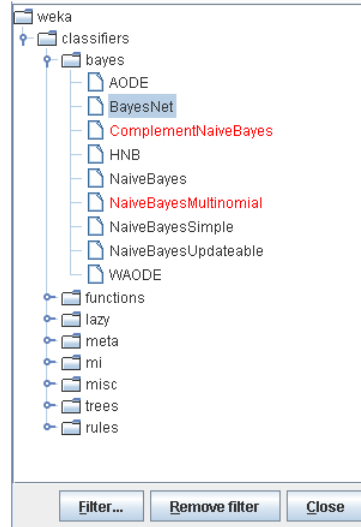 weka
classifiers
bayes
AODE
BayesNet
ComplementNaiveBayes
HNB
NaiveBayes
NaiveBayesMultinomial
NaiveBayesSimple
NaiveBayesUpdateable
WAODE
functions
lazy
meta
mi
misc
trees
rules
Filter... Remove filter Close